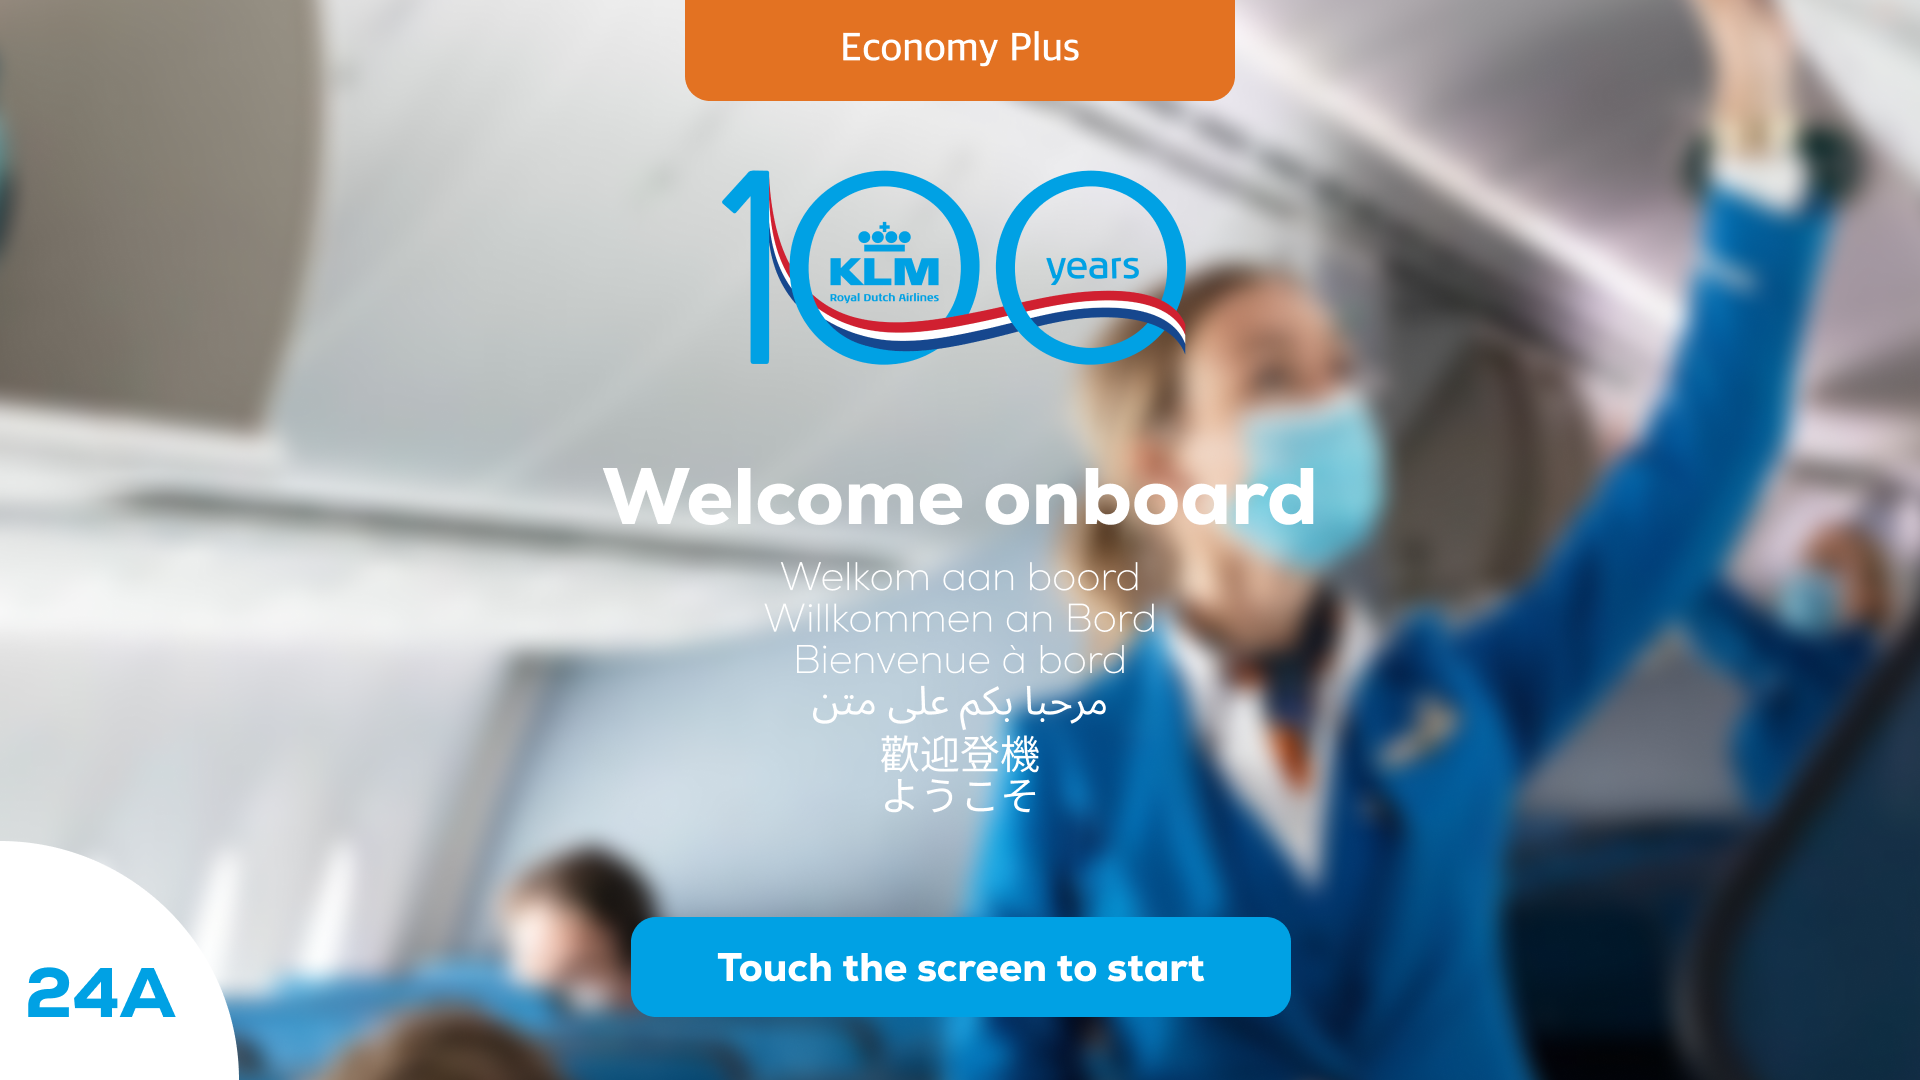 Economy Plus
100
KLM
Royal Dutch Airlines
years
Welcome onboard
Welkom aan boord
Willkommen an Bord
Bienvenue à bord
مرحبا بكم على متن
歡迎登機
ようこそ
Touch the screen to start
24A